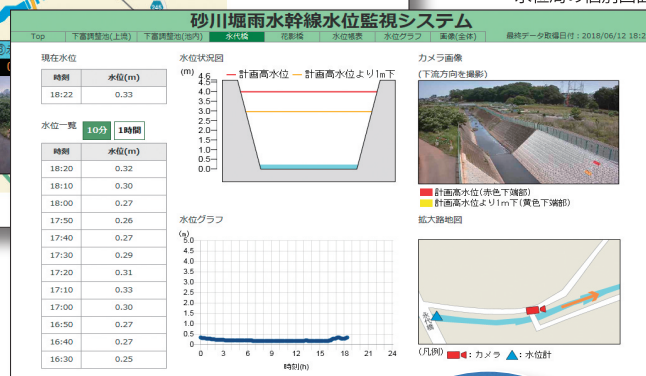 砂川堀雨水幹線水位監視システム
Top 下富調整池(上流) 下富調整池(池内) 水代橋 花影橋 水位帳表 水位グラフ 画像(全体) 最終データ取得日付：2018/06/12 18:2
現在水位
時刻 水位(m)
18:22 0.33
水位一覧 10分 1時間
時刻 水位(m)
18:20 0.32
18:10 0.30
18:00 0.27
17:50 0.26
17:40 0.27
17:30 0.29
17:20 0.31
17:10 0.33
17:00 0.30
16:50 0.27
16:40 0.27
16:30 0.25
水位状況図
(m)
計画高水位 計画高水位より1m下
4.6
4.5
4.0
3.5
3.0
2.5
2.0
1.5
1.0
0.5
0.0
水位グラフ
(m)
5.0
4.5
4.0
3.5
3.0
2.5
2.0
1.5
1.0
0.5
0
0 3 6 9 12 15 18 21 24
時刻(h)
カメラ画像
(下流方向を撮影)
計画高水位(赤色下端部)
計画高水位より1m下(黄色下端部)
拡大路地図
水代橋
(凡例) ：カメラ ：水位計